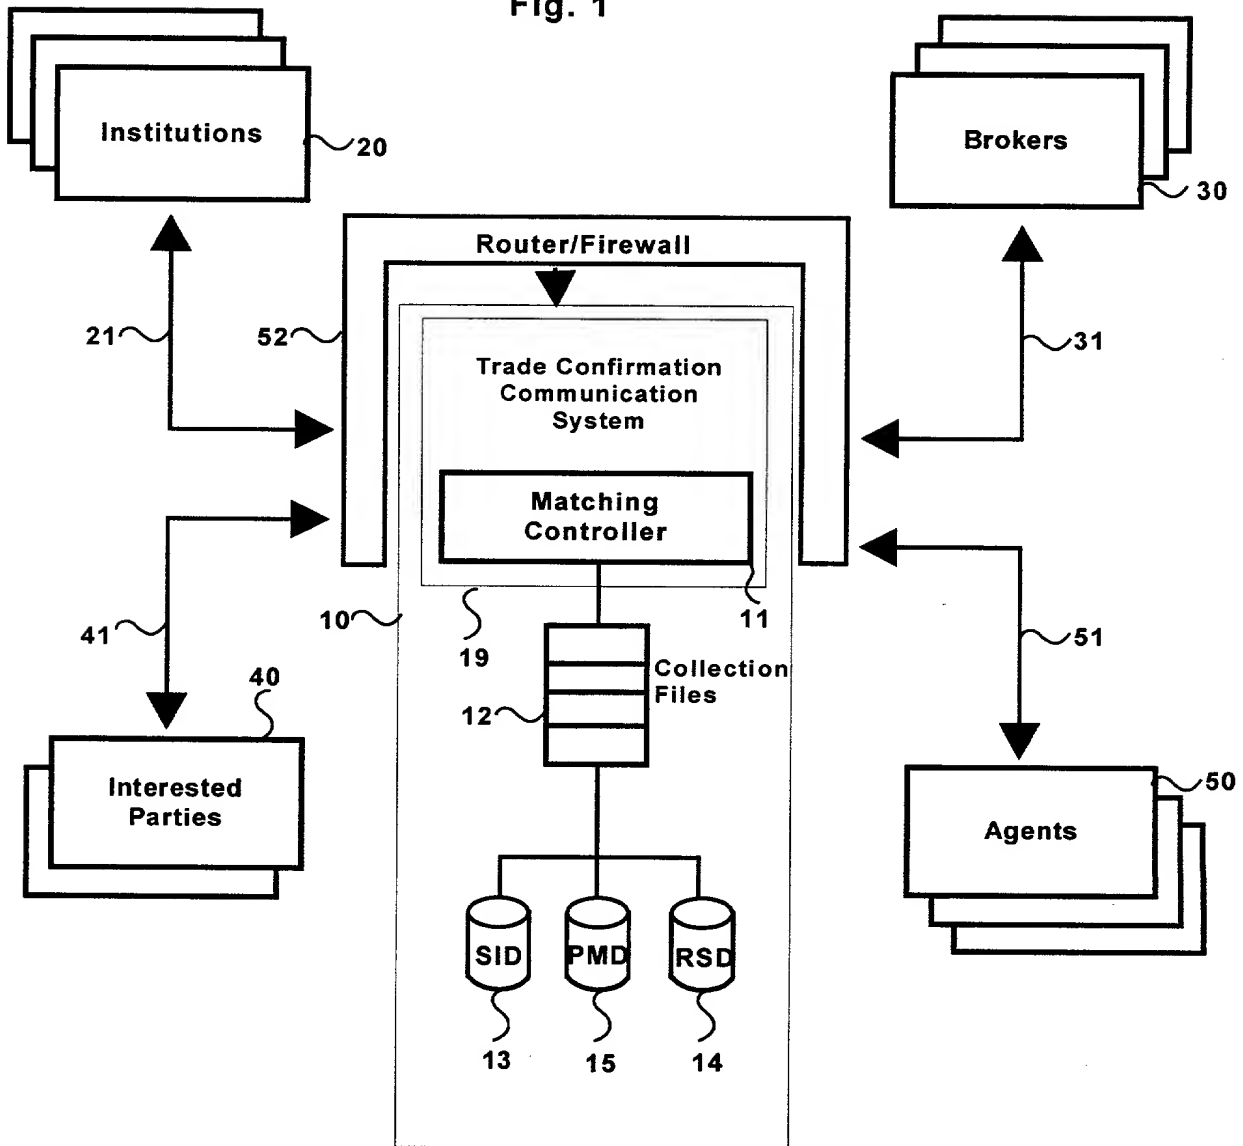 Fig. 1
Institutions
20
Brokers
30
Router/Firewall
21
52
31
Trade Confirmation
Communication
System
Matching
Controller
10
19
11
41
51
40
Collection
Files
12
Interested
Parties
50
Agents
SID
PMD
RSD
13
15
14